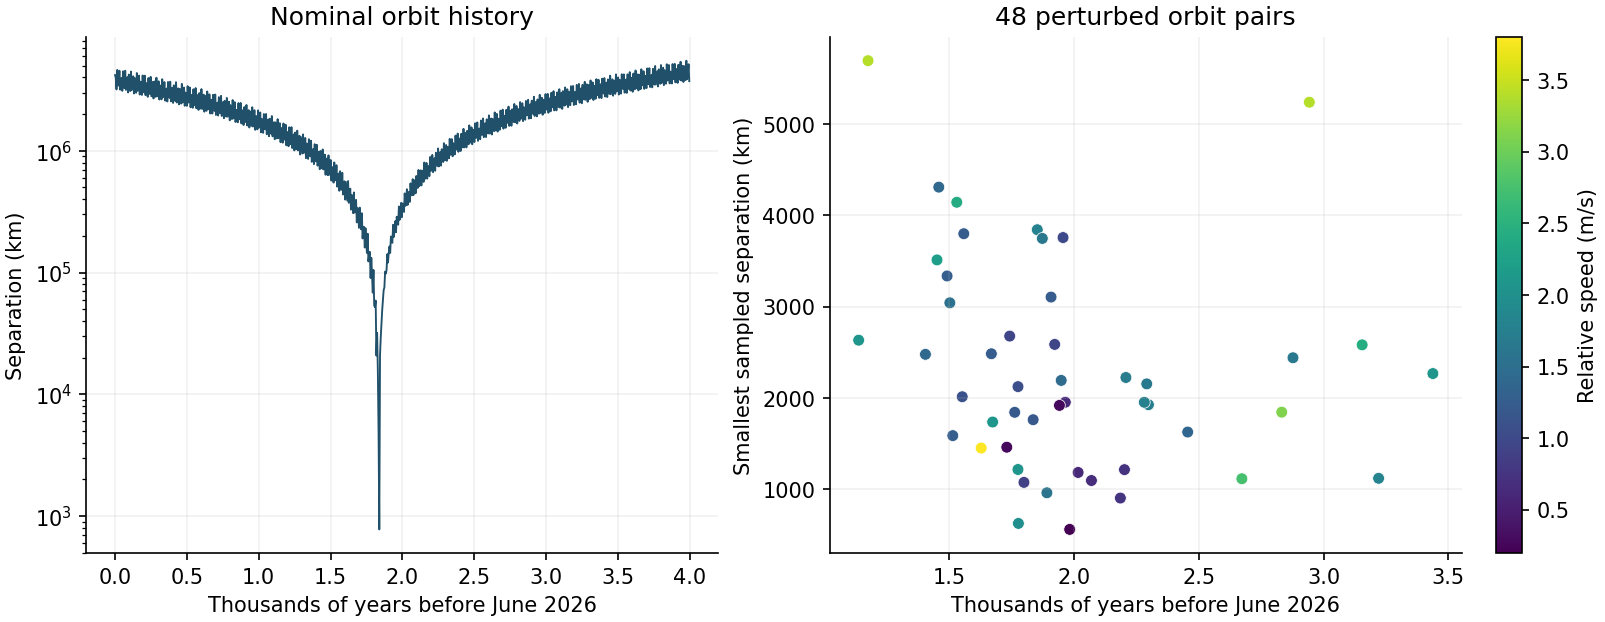 Nominal orbit history
Separation (km)
10^6
10^5
10^4
10^3
0.0 0.5 1.0 1.5 2.0 2.5 3.0 3.5 4.0
Thousands of years before June 2026
48 perturbed orbit pairs
Smallest sampled separation (km)
5000
4000
3000
2000
1000
1.5 2.0 2.5 3.0 3.5
Thousands of years before June 2026
3.5
3.0
2.5
2.0
1.5
1.0
0.5
Relative speed (m/s)